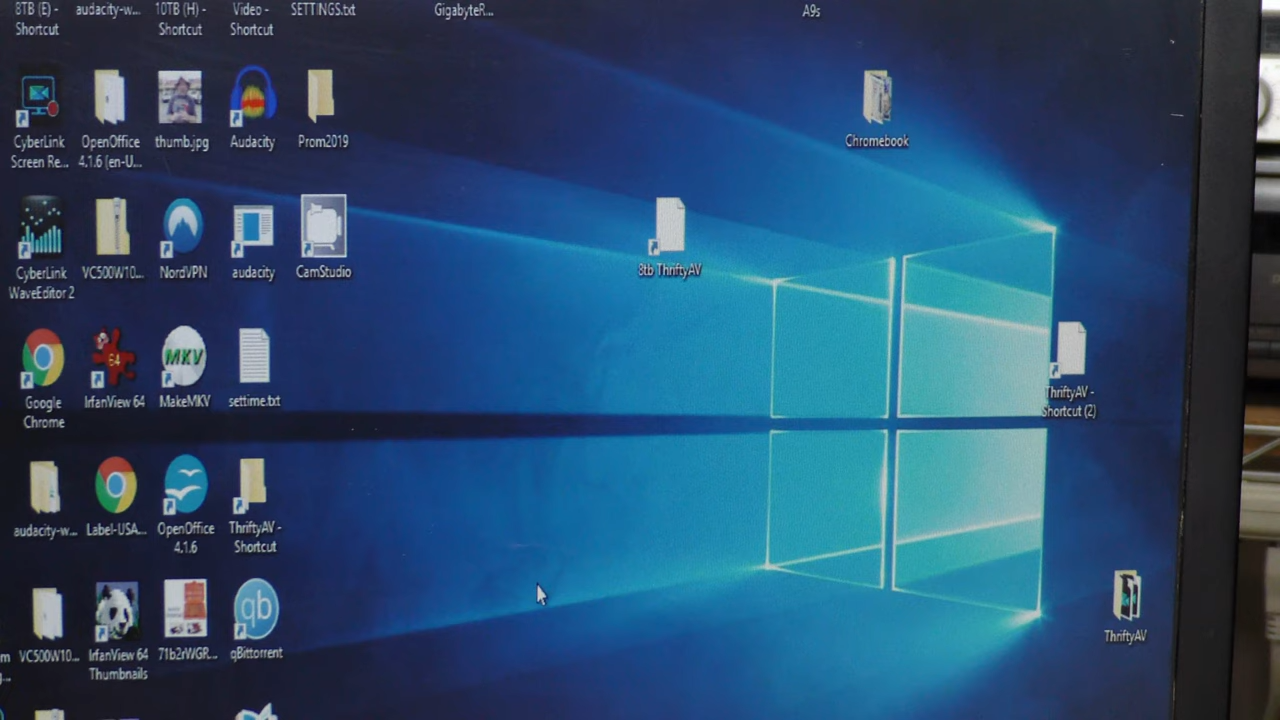 8TB (E) -
Shortcut
audacity-w...
10TB (H) -
Shortcut
Video -
Shortcut
SETTINGS.txt
GigabyteR...
A9s
CyberLink
Screen Re...
OpenOffice
4.1.6 (en-U...
thumb.jpg
Audacity
Prom2019
Chromebook
CyberLink
WaveEditor 2
VC500W10...
NordVPN
audacity
CamStudio
8tb ThriftyAV
Google
Chrome
64
IrfanView 64
MKV
MakeMKV
settime.txt
ThriftyAV -
Shortcut (2)
audacity-w...
Label-USA...
OpenOffice
4.1.6
ThriftyAV -
Shortcut
VC500W10...
IrfanView 64
Thumbnails
71b2rWGR...
qb
qBittorrent
ThriftyAV